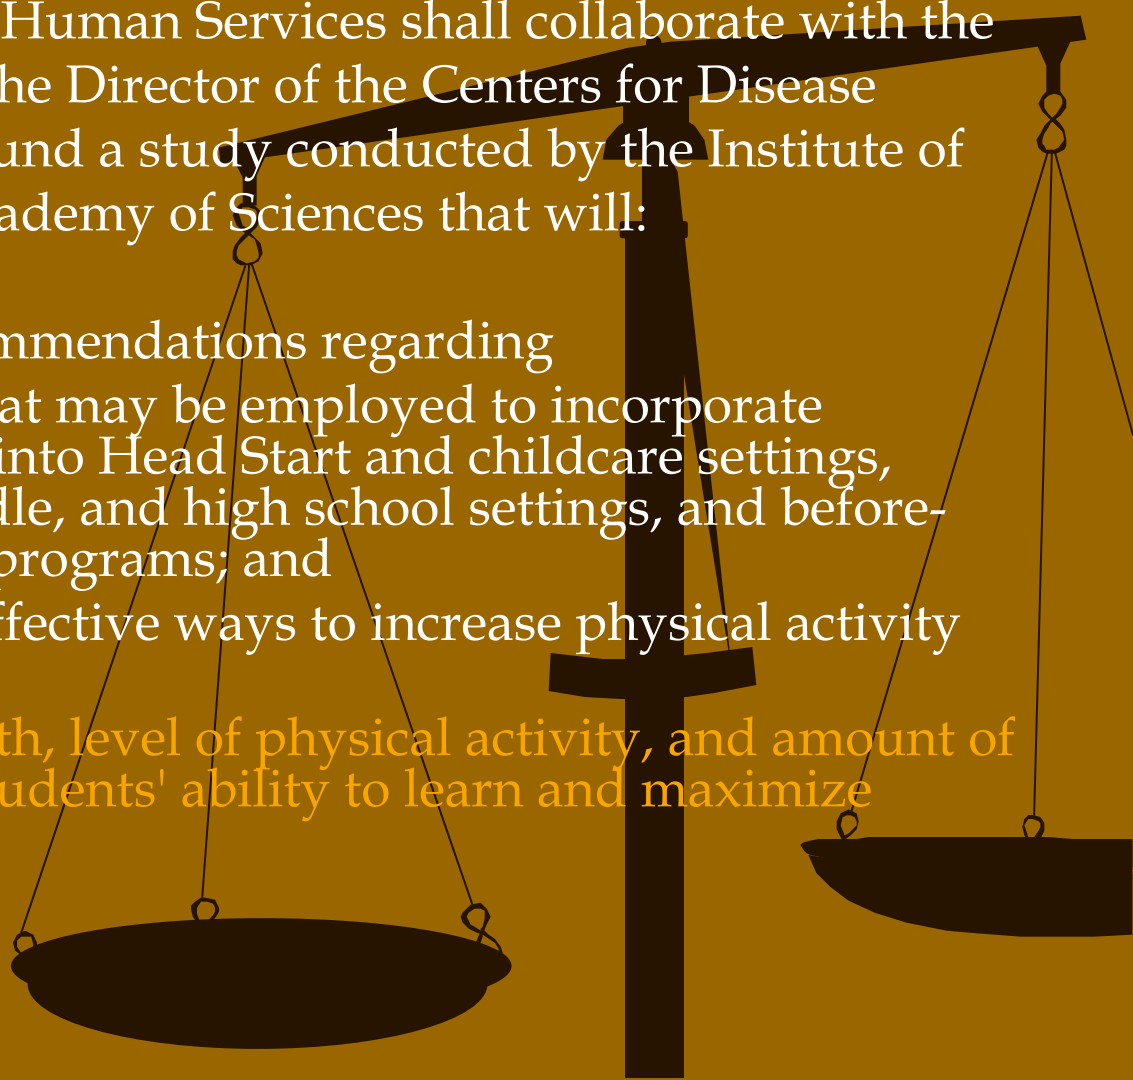 Human Services shall collaborate with the
he Director of the Centers for Disease
und a study conducted by the Institute of
ademy of Sciences that will:
mmendations regarding
at may be employed to incorporate
into Head Start and childcare settings,
dle, and high school settings, and before-
programs; and
ffective ways to increase physical activity
th, level of physical activity, and amount of
udents' ability to learn and maximize